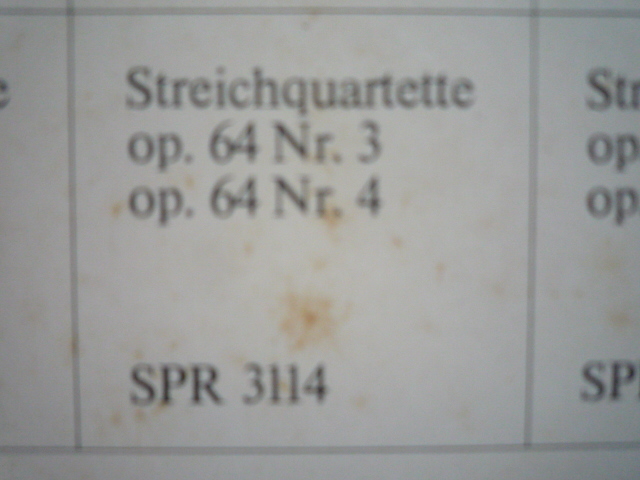 Streichquartette
op. 64 Nr. 3
op. 64 Nr. 4
SPR 3114